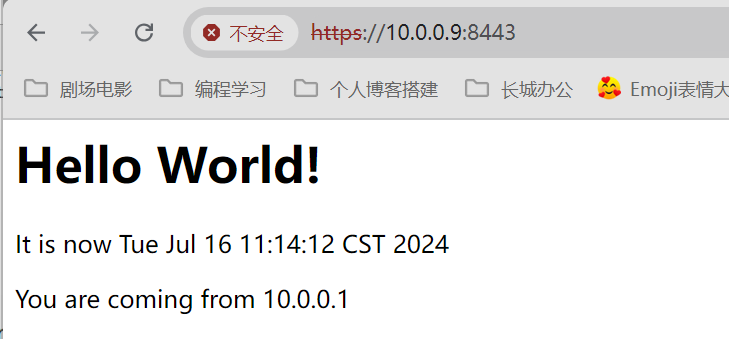 不安全 https://10.0.0.9:8443
剧场电影 编程学习 个人博客搭建 长城办公 Emoji表情大
Hello World!
It is now Tue Jul 16 11:14:12 CST 2024
You are coming from 10.0.0.1